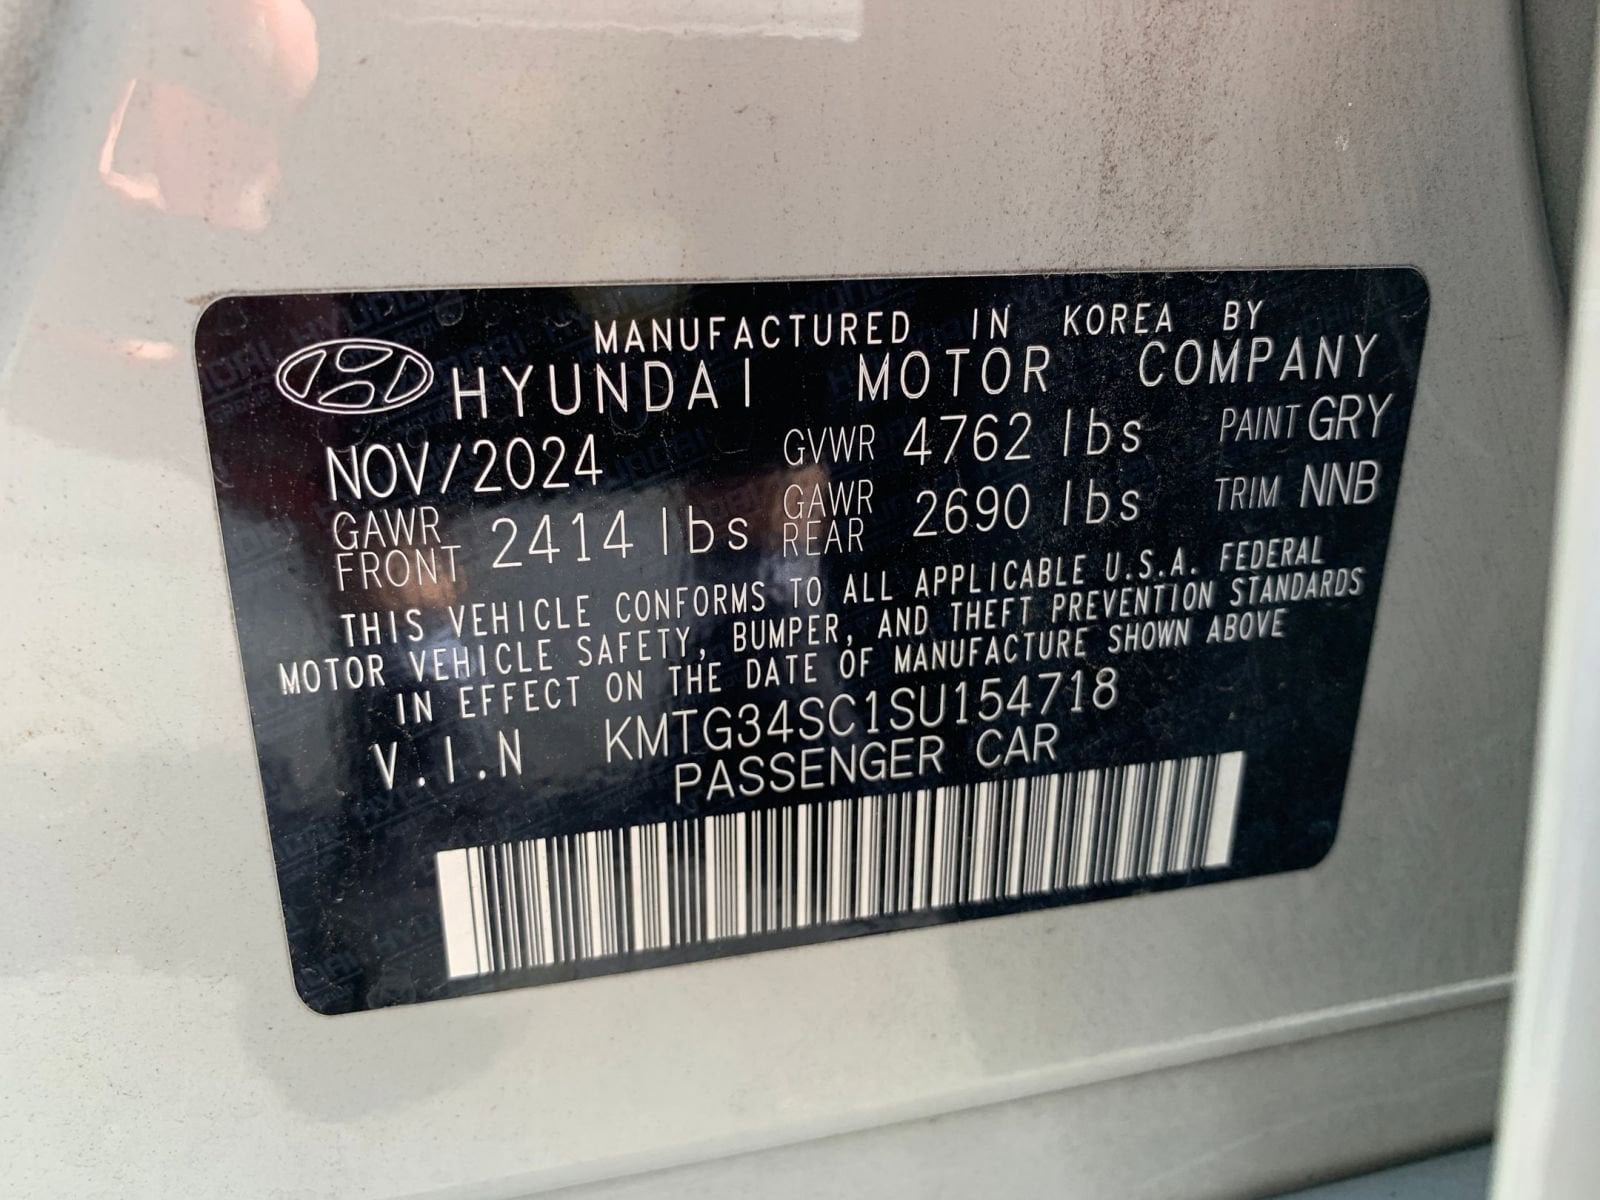 MANUFACTURED IN KOREA BY
HYUNDAI MOTOR COMPANY
NOV/2024 GVWR 4762 lbs PAINT GRY
GAWR FRONT 2414 lbs GAWR REAR 2690 lbs TRIM NNB
THIS VEHICLE CONFORMS TO ALL APPLICABLE U.S.A. FEDERAL
MOTOR VEHICLE SAFETY, BUMPER, AND THEFT PREVENTION STANDARDS
IN EFFECT ON THE DATE OF MANUFACTURE SHOWN ABOVE
V.I.N KMTG34SC1SU154718
PASSENGER CAR